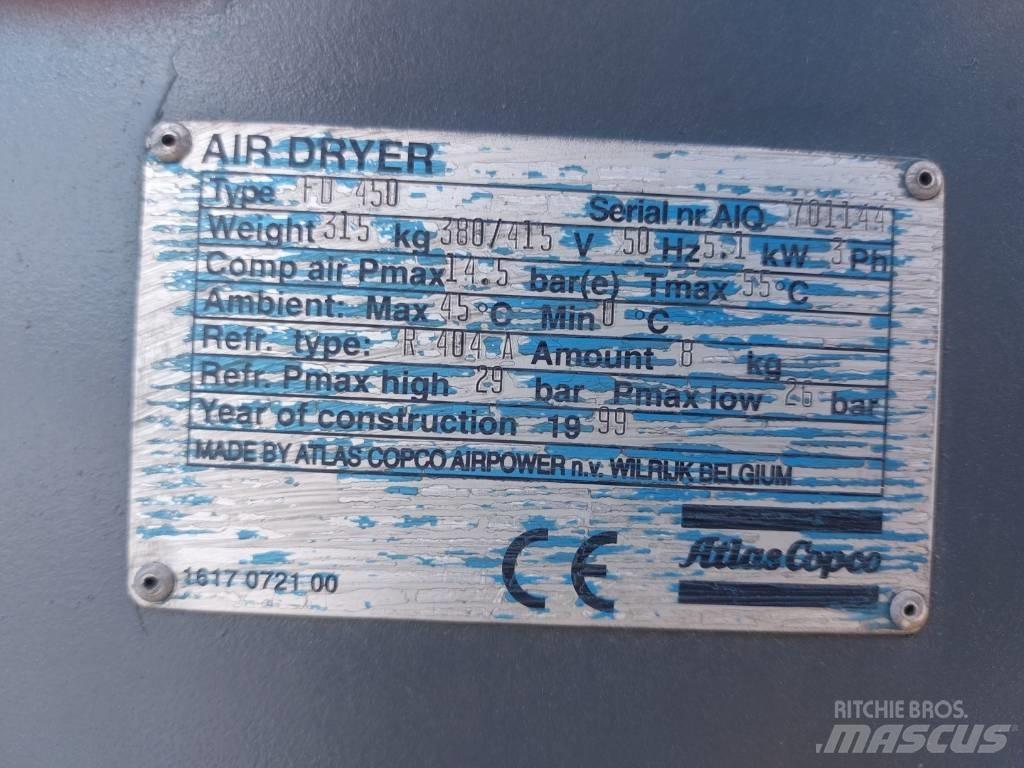 AIR DRYER
Type FD 450 Serial nr AIQ 701144
Weight 315 kg 380/415 V 50 Hz 5.1 kW 3 Ph
Comp air Pmax 14.5 bar(e) Tmax 55 °C
Ambient: Max 45 °C Min 0 °C
Refr. type: R 404 A Amount 8 kg
Refr. Pmax high 29 bar Pmax low 26 bar
Year of construction 19 99
MADE BY ATLAS COPCO AIRPOWER n.v. WILRIJK BELGIUM
CE
Atlas Copco
1617 0721 00
RITCHIE BROS.
MASCUS